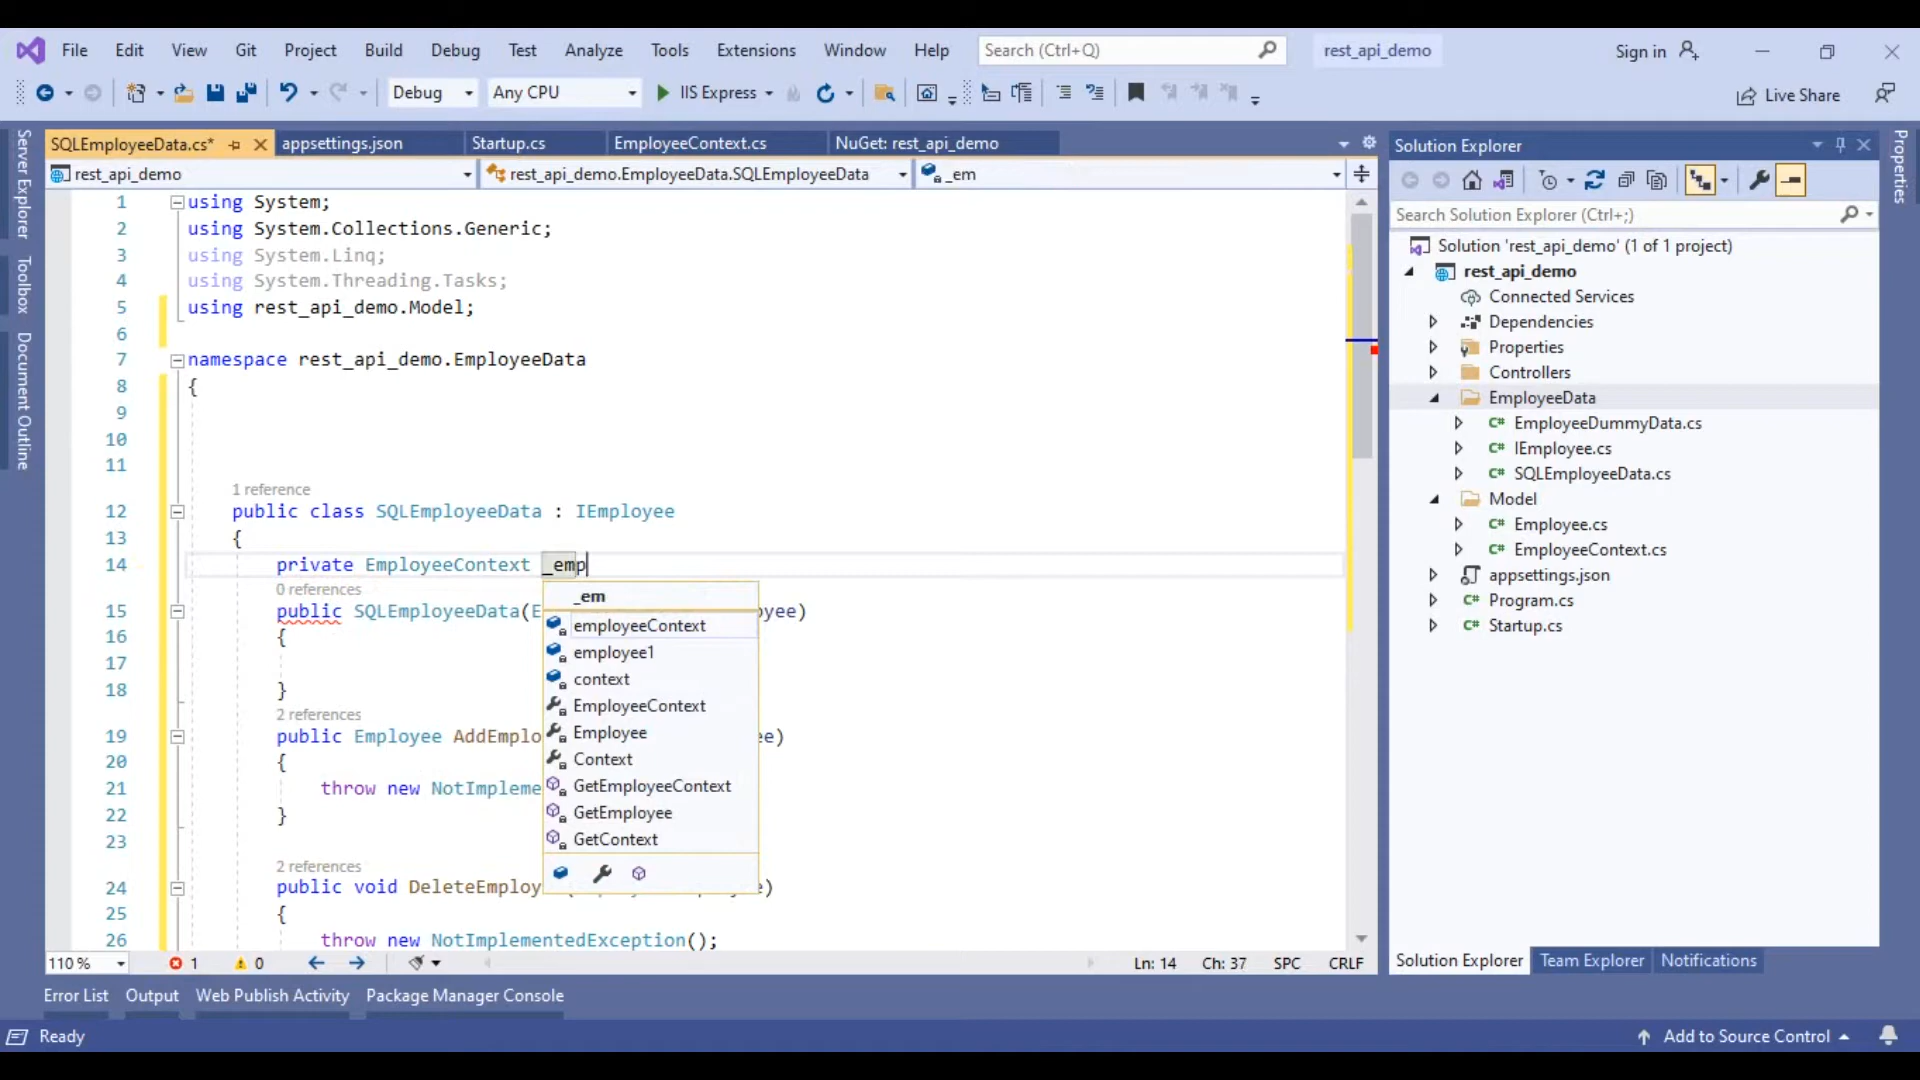 File Edit View Git Project Build Debug Test Analyze Tools Extensions Window Help Search (Ctrl+Q) rest_api_demo Sign in
Debug Any CPU IIS Express Live Share
SQLEmployeeData.cs* appsettings.json Startup.cs EmployeeContext.cs NuGet: rest_api_demo
rest_api_demo rest_api_demo.EmployeeData.SQLEmployeeData _em
Server Explorer
Toolbox
Document Outline
1 using System;
2 using System.Collections.Generic;
3 using System.Linq;
4 using System.Threading.Tasks;
5 using rest_api_demo.Model;
6
7 namespace rest_api_demo.EmployeeData
8 {
9
10
11
1 reference
12 public class SQLEmployeeData : IEmployee
13 {
14 private EmployeeContext _emp
0 references
15 public SQLEmployeeData(E yee)
16 {
17
18 }
2 references
19 public Employee AddEmplo ee)
20 {
21 throw new NotImpleme
22 }
23
2 references
24 public void DeleteEmploy )
25 {
26 throw new NotImplementedException();
_em
employeeContext
employee1
context
EmployeeContext
Employee
Context
GetEmployeeContext
GetEmployee
GetContext
110 % 1 0 Ln: 14 Ch: 37 SPC CRLF
Solution Explorer
Search Solution Explorer (Ctrl+;)
Solution 'rest_api_demo' (1 of 1 project)
rest_api_demo
Connected Services
Dependencies
Properties
Controllers
EmployeeData
C# EmployeeDummyData.cs
C# IEmployee.cs
C# SQLEmployeeData.cs
Model
C# Employee.cs
C# EmployeeContext.cs
appsettings.json
C# Program.cs
C# Startup.cs
Solution Explorer Team Explorer Notifications
Properties
Error List Output Web Publish Activity Package Manager Console
Ready Add to Source Control